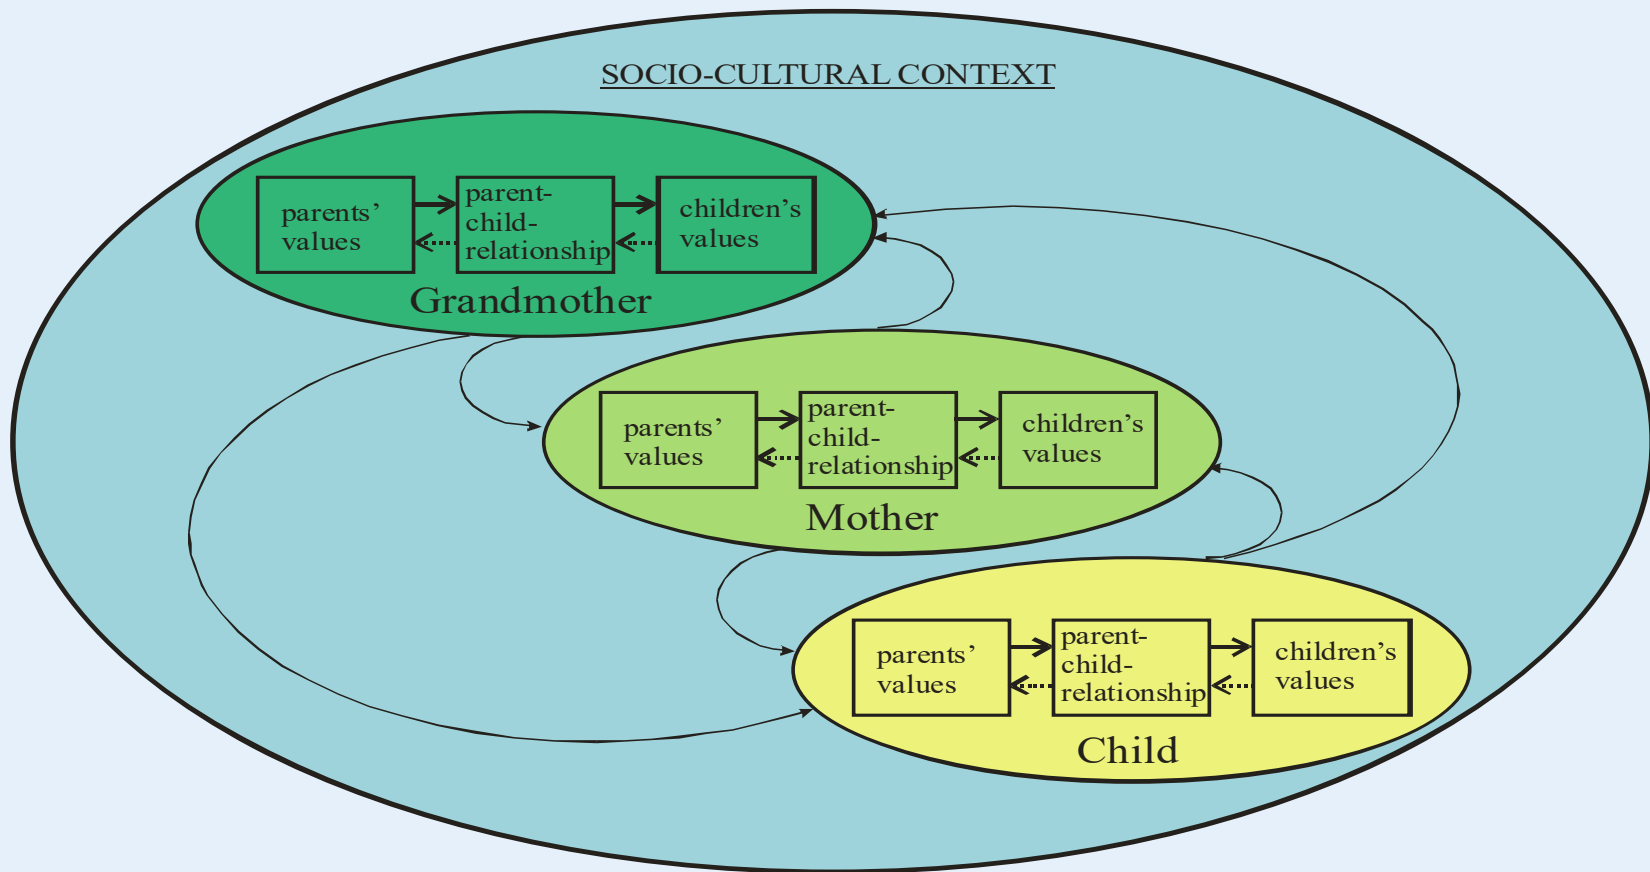 SOCIO-CULTURAL CONTEXT
parents’
values
parent-
child-
relationship
children’s
values
Grandmother
parents’
values
parent-
child-
relationship
children’s
values
Mother
parents’
values
parent-
child-
relationship
children’s
values
Child